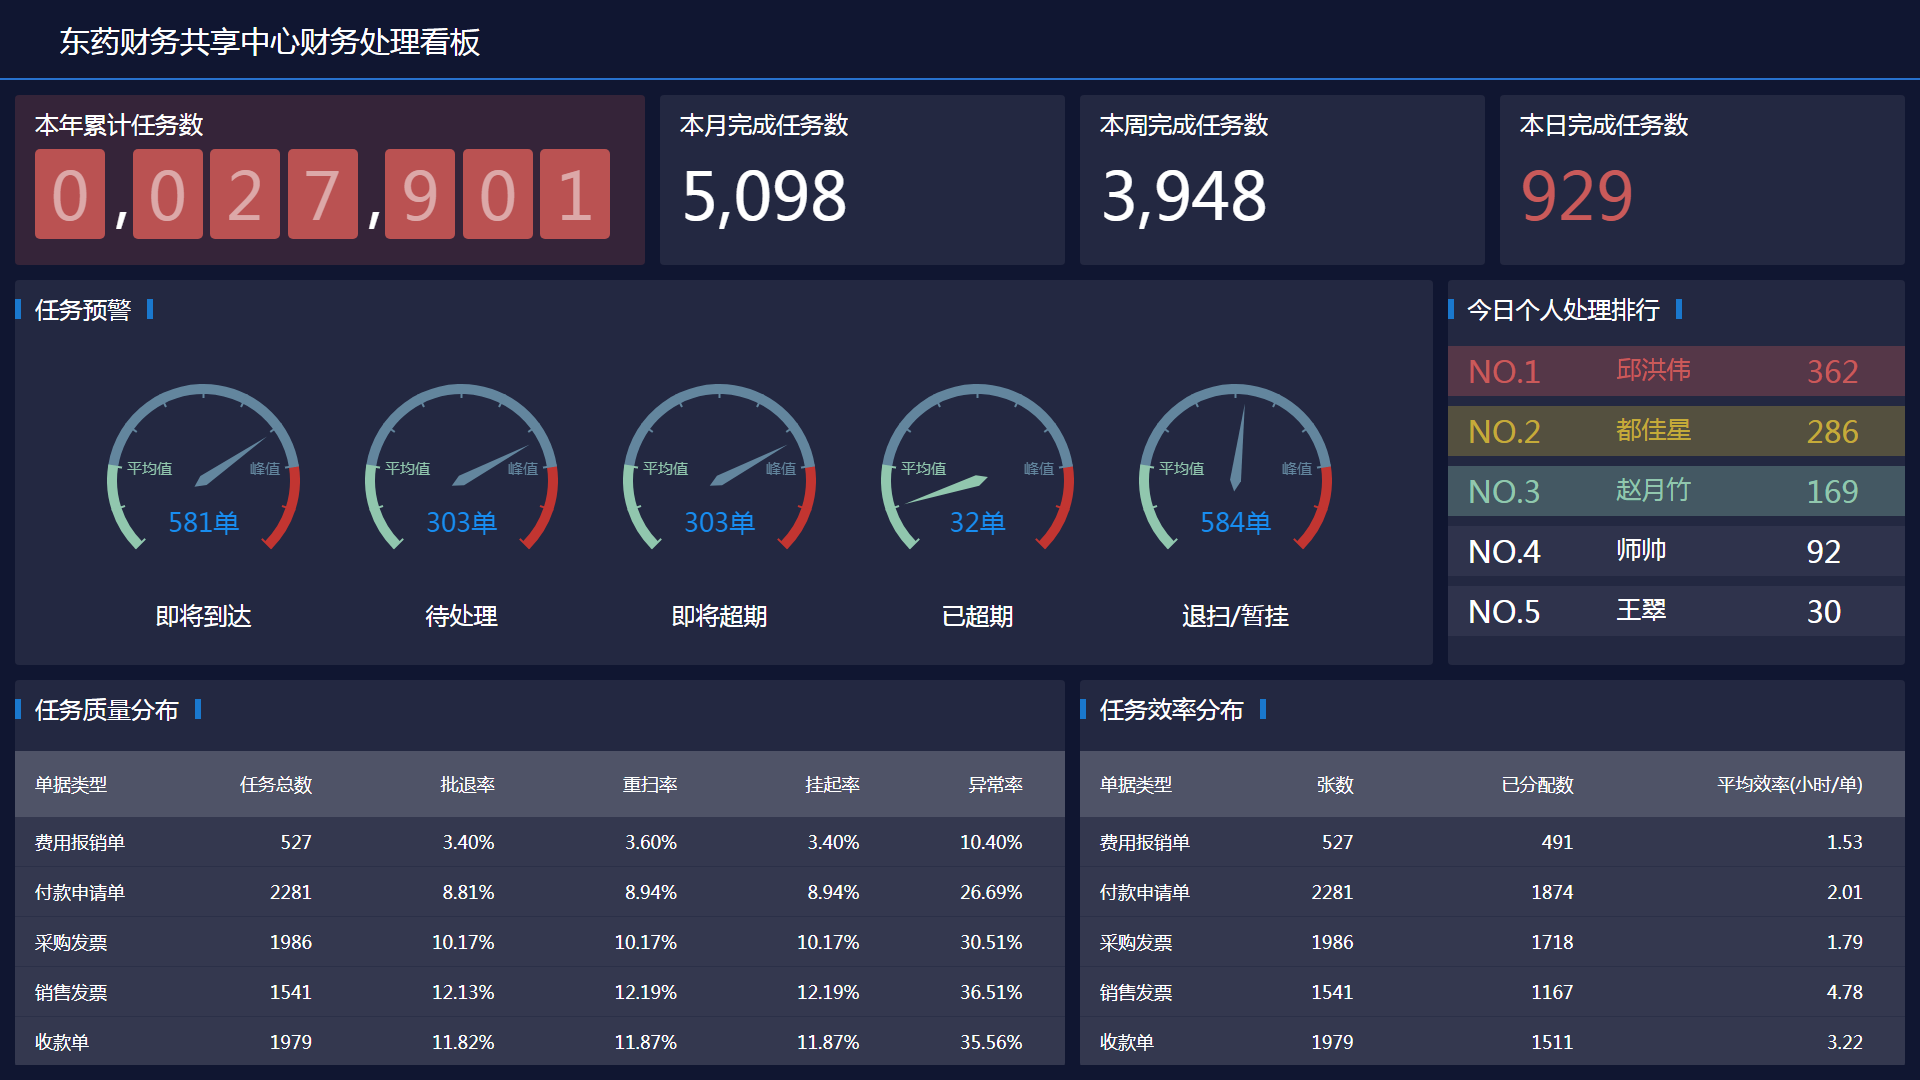 东药财务共享中心财务处理看板
本年累计任务数
0,027,901
本月完成任务数
5,098
本周完成任务数
3,948
本日完成任务数
929
任务预警
平均值 峰值
581单
即将到达
平均值 峰值
303单
待处理
平均值 峰值
303单
即将超期
平均值 峰值
32单
已超期
平均值 峰值
584单
退扫/暂挂
今日个人处理排行
NO.1 邱洪伟 362
NO.2 都佳星 286
NO.3 赵月竹 169
NO.4 师帅 92
NO.5 王翠 30
任务质量分布
单据类型 任务总数 批退率 重扫率 挂起率 异常率
费用报销单 527 3.40% 3.60% 3.40% 10.40%
付款申请单 2281 8.81% 8.94% 8.94% 26.69%
采购发票 1986 10.17% 10.17% 10.17% 30.51%
销售发票 1541 12.13% 12.19% 12.19% 36.51%
收款单 1979 11.82% 11.87% 11.87% 35.56%
任务效率分布
单据类型 张数 已分配数 平均效率(小时/单)
费用报销单 527 491 1.53
付款申请单 2281 1874 2.01
采购发票 1986 1718 1.79
销售发票 1541 1167 4.78
收款单 1979 1511 3.22